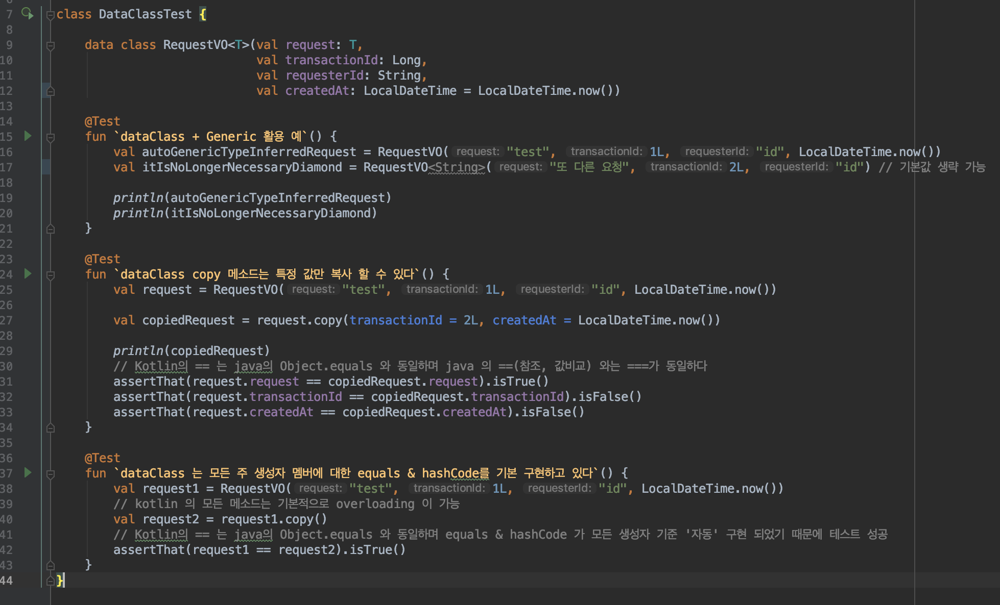 7 class DataClassTest {
8
9 data class RequestVO<T>(val request: T,
10 val transactionId: Long,
11 val requesterId: String,
12 val createdAt: LocalDateTime = LocalDateTime.now())
13
14 @Test
15 fun `dataClass + Generic 활용 예`() {
16 val autoGenericTypeInferredRequest = RequestVO( request: "test", transactionId: 1L, requesterId: "id", LocalDateTime.now())
17 val itIsNoLongerNecessaryDiamond = RequestVO<String>( request: "또 다른 요청", transactionId: 2L, requesterId: "id") // 기본값 생략 가능
18
19 println(autoGenericTypeInferredRequest)
20 println(itIsNoLongerNecessaryDiamond)
21 }
22
23 @Test
24 fun `dataClass copy 메소드는 특정 값만 복사 할 수 있다`() {
25 val request = RequestVO( request: "test", transactionId: 1L, requesterId: "id", LocalDateTime.now())
26
27 val copiedRequest = request.copy(transactionId = 2L, createdAt = LocalDateTime.now())
28
29 println(copiedRequest)
30 // Kotlin의 == 는 java의 Object.equals 와 동일하며 java 의 ==(참조, 값비교) 와는 ===가 동일하다
31 assertThat(request.request == copiedRequest.request).isTrue()
32 assertThat(request.transactionId == copiedRequest.transactionId).isFalse()
33 assertThat(request.createdAt == copiedRequest.createdAt).isFalse()
34 }
35
36 @Test
37 fun `dataClass 는 모든 주 생성자 멤버에 대한 equals & hashCode를 기본 구현하고 있다`() {
38 val request1 = RequestVO( request: "test", transactionId: 1L, requesterId: "id", LocalDateTime.now())
39 // kotlin 의 모든 메소드는 기본적으로 overloading 이 가능
40 val request2 = request1.copy()
41 // Kotlin의 == 는 java의 Object.equals 와 동일하며 equals & hashCode 가 모든 생성자 기준 '자동' 구현 되었기 때문에 테스트 성공
42 assertThat(request1 == request2).isTrue()
43 }
44 }